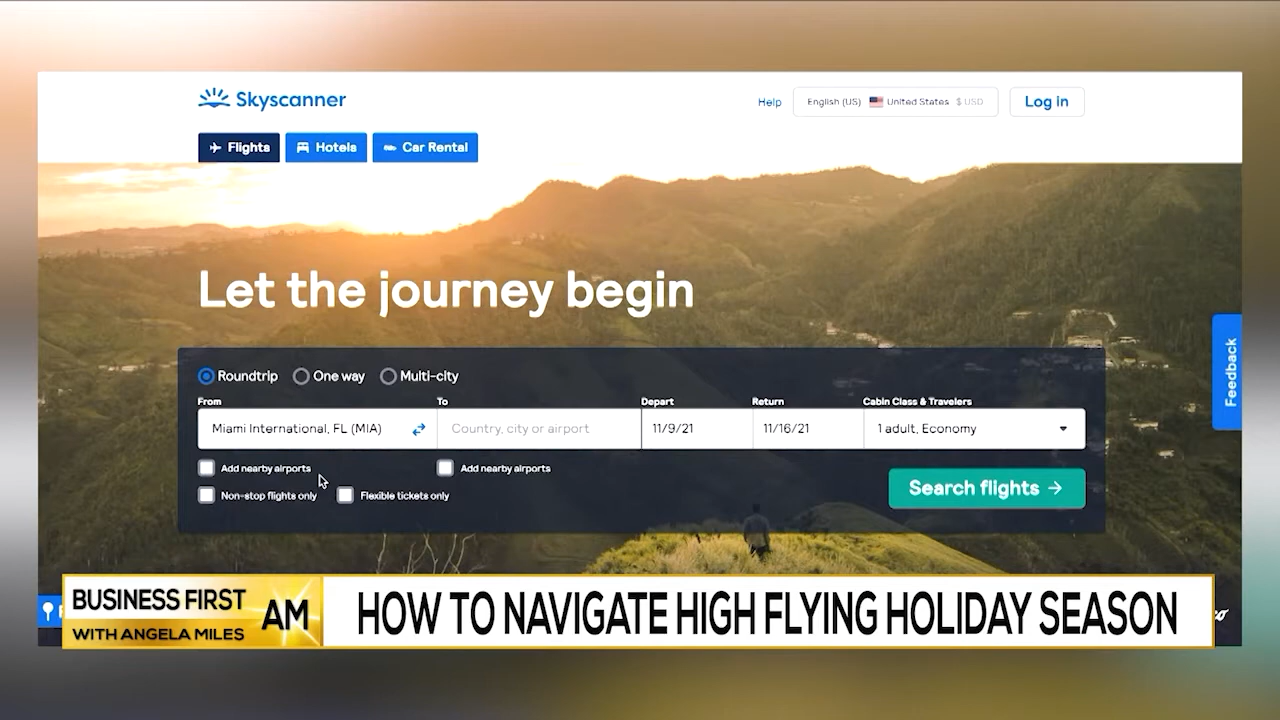 Skyscanner
Help
English (US) United States $ USD
Log in
Flights
Hotels
Car Rental
Let the journey begin
Roundtrip
One way
Multi-city
From
To
Depart
Return
Cabin Class & Travelers
Miami International, FL (MIA)
Country, city or airport
11/9/21
11/16/21
1 adult, Economy
Add nearby airports
Add nearby airports
Non-stop flights only
Flexible tickets only
Search flights
Feedback
BUSINESS FIRST AM
WITH ANGELA MILES
HOW TO NAVIGATE HIGH FLYING HOLIDAY SEASON